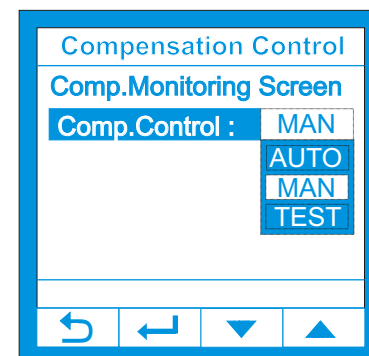 Compensation Control
Comp.Monitoring Screen
Comp.Control : MAN
AUTO
MAN
TEST